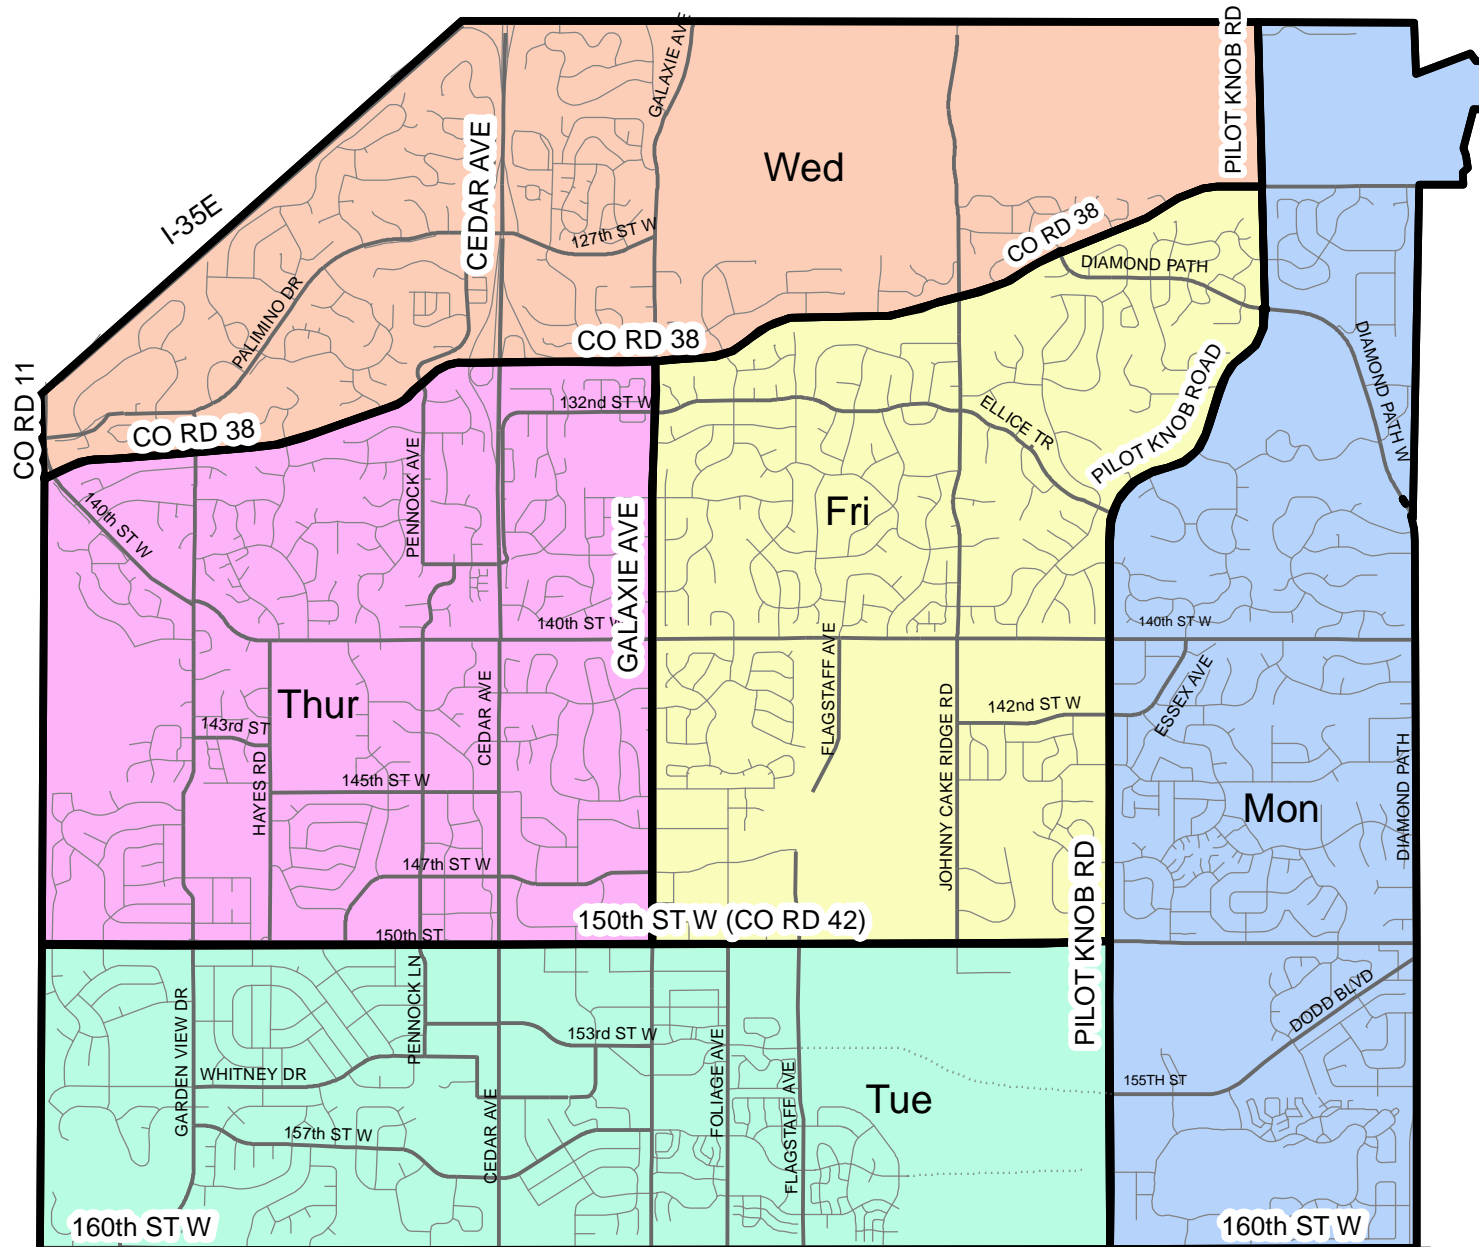 PILOT KNOB RD
GALAXIE AVE
CEDAR AVE
Wed
I-35E
127th ST W
CO RD 38
DIAMOND PATH
PALIMINO DR
CO RD 38
DIAMOND PATH W
CO RD 11
CO RD 38
132nd ST W
ELLICE TR
PILOT KNOB ROAD
PENNOCK AVE
140th ST W
Fri
GALAXIE AVE
140th ST W
140th ST W
Thur
143rd ST
CEDAR AVE
FLAGSTAFF AVE
JOHNNY CAKE RIDGE RD
142nd ST W
ESSEX AVE
HAYES RD
145th ST W
Mon
DIAMOND PATH
147th ST W
150th ST W (CO RD 42)
150th ST
PILOT KNOB RD
PENNOCK LN
GARDEN VIEW DR
153rd ST W
DODD BLVD
WHITNEY DR
FOLIAGE AVE
FLAGSTAFF AVE
Tue
155TH ST
157th ST W
CEDAR AVE
160th ST W
160th ST W